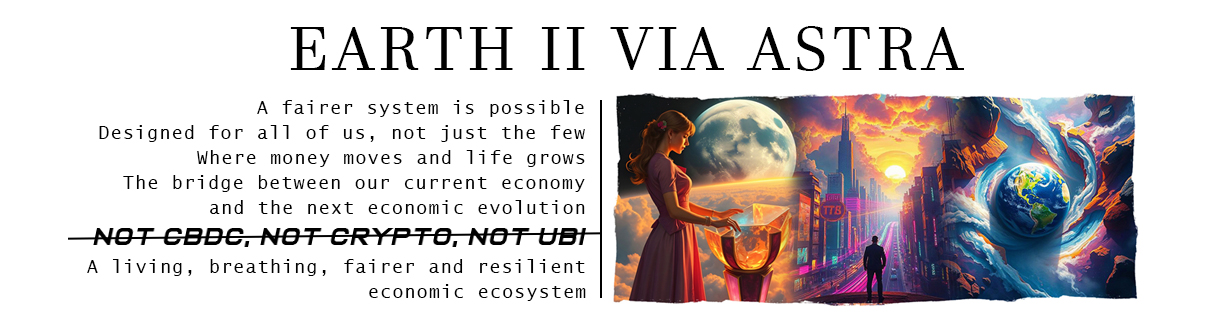 EARTH II VIA ASTRA
A fairer system is possible
Designed for all of us, not just the few
Where money moves and life grows
The bridge between our current economy
and the next economic evolution
NOT CBDC, NOT CRYPTO, NOT UBI
A living, breathing, fairer and resilient
economic ecosystem